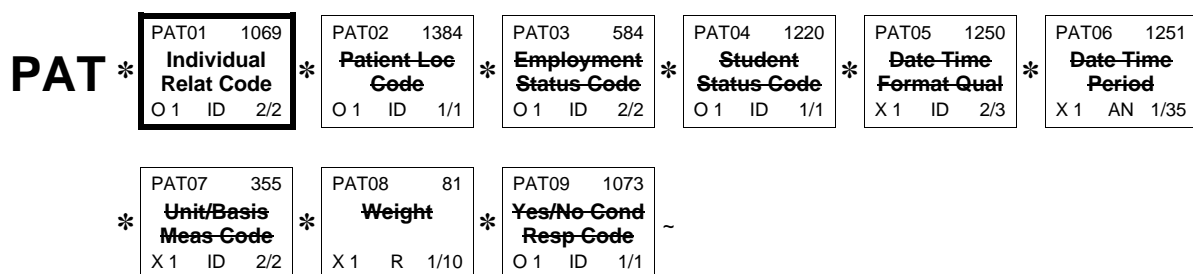 PAT * PAT01 1069 * PAT02 1384 * PAT03 584 * PAT04 1220 * PAT05 1250 * PAT06 1251
Individual Patient Loc Employment Student Date Time Date Time
Relat Code Code Status Code Status Code Format Qual Period
O 1 ID 2/2 O 1 ID 1/1 O 1 ID 2/2 O 1 ID 1/1 X 1 ID 2/3 X 1 AN 1/35
* PAT07 355 * PAT08 81 * PAT09 1073 ~
Unit/Basis Weight Yes/No Cond
Meas Code Resp Code
X 1 ID 2/2 X 1 R 1/10 O 1 ID 1/1